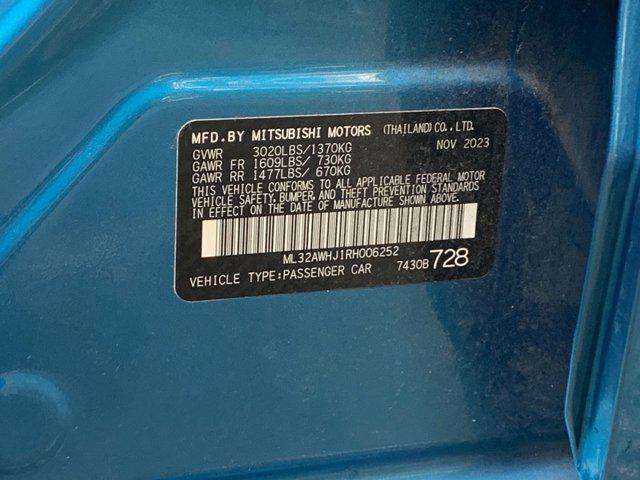 MFD. BY MITSUBISHI MOTORS (THAILAND) CO., LTD.
GVWR 3020LBS/1370KG NOV 2023
GAWR FR 1609LBS/ 730KG
GAWR RR 1477LBS/ 670KG
THIS VEHICLE CONFORMS TO ALL APPLICABLE FEDERAL MOTOR
VEHICLE SAFETY, BUMPER, AND THEFT PREVENTION STANDARDS
IN EFFECT ON THE DATE OF MANUFACTURE SHOWN ABOVE.
ML32AWHJ1RH006252
VEHICLE TYPE:PASSENGER CAR 7430B 728